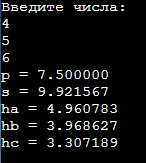 Введите числа:
4
5
6
p = 7.500000
s = 9.921567
ha = 4.960783
hb = 3.968627
hc = 3.307189